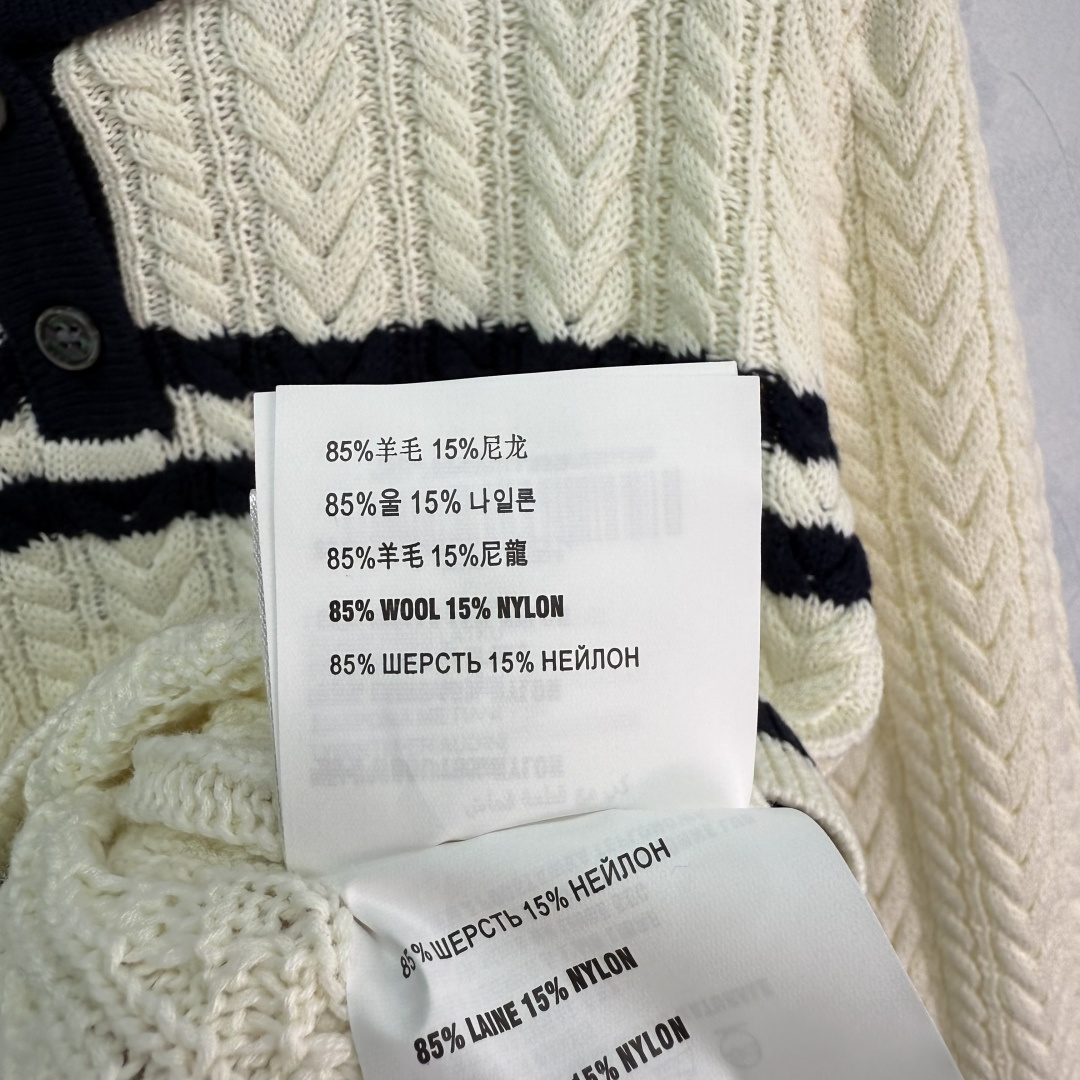 85%羊毛 15%尼龙
85%울 15% 나일론
85%羊毛 15%尼龍
85% WOOL 15% NYLON
85% ШЕРСТЬ 15% НЕЙЛОН
85% ШЕРСТЬ 15% НЕЙЛОН
85% LAINE 15% NYLON
15% NYLON